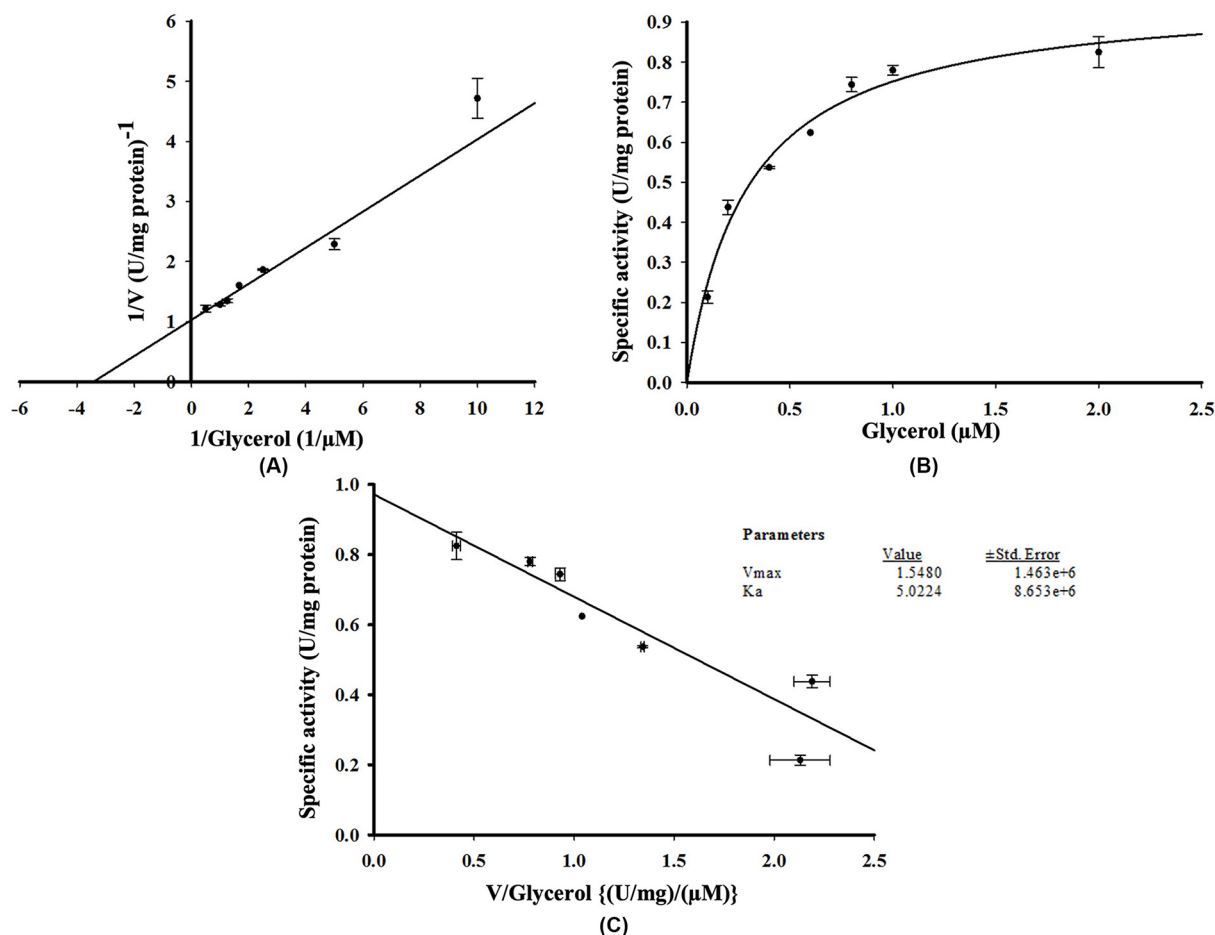 6
5
4
3
2
1
0
1/V (U/mg protein)-1
-6 -4 -2 0 2 4 6 8 10 12
1/Glycerol (1/µM)
(A)
0.9
0.8
0.7
0.6
0.5
0.4
0.3
0.2
0.1
0.0
Specific activity (U/mg protein)
0.0 0.5 1.0 1.5 2.0 2.5
Glycerol (µM)
(B)
1.0
0.8
0.6
0.4
0.2
0.0
Specific activity (U/mg protein)
0.0 0.5 1.0 1.5 2.0 2.5
V/Glycerol {(U/mg)/(µM)}
(C)
Parameters
Value ±Std. Error
Vmax 1.5480 1.463e+6
Ka 5.0224 8.653e+6